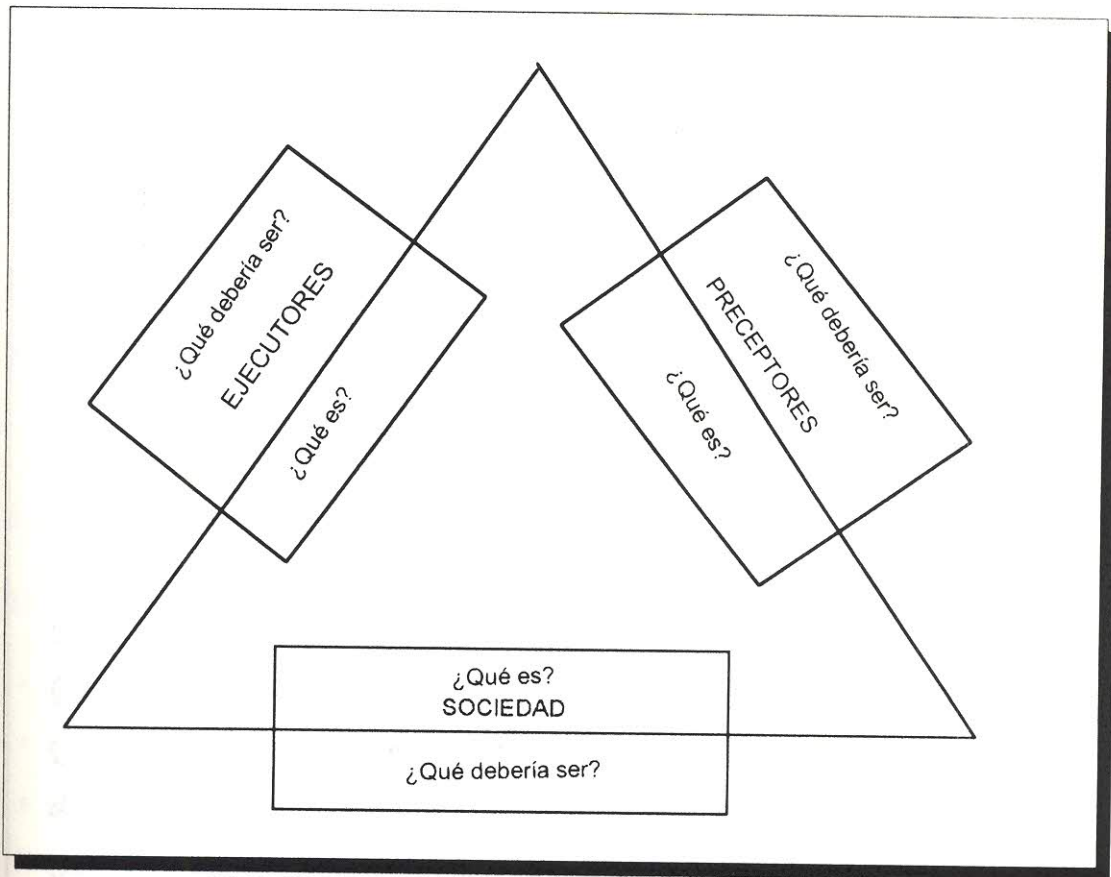 ¿Qué debería ser?
EJECUTORES
¿Qué es?
¿Qué debería ser?
PRECEPTORES
¿Qué es?
¿Qué es?
SOCIEDAD
¿Qué debería ser?